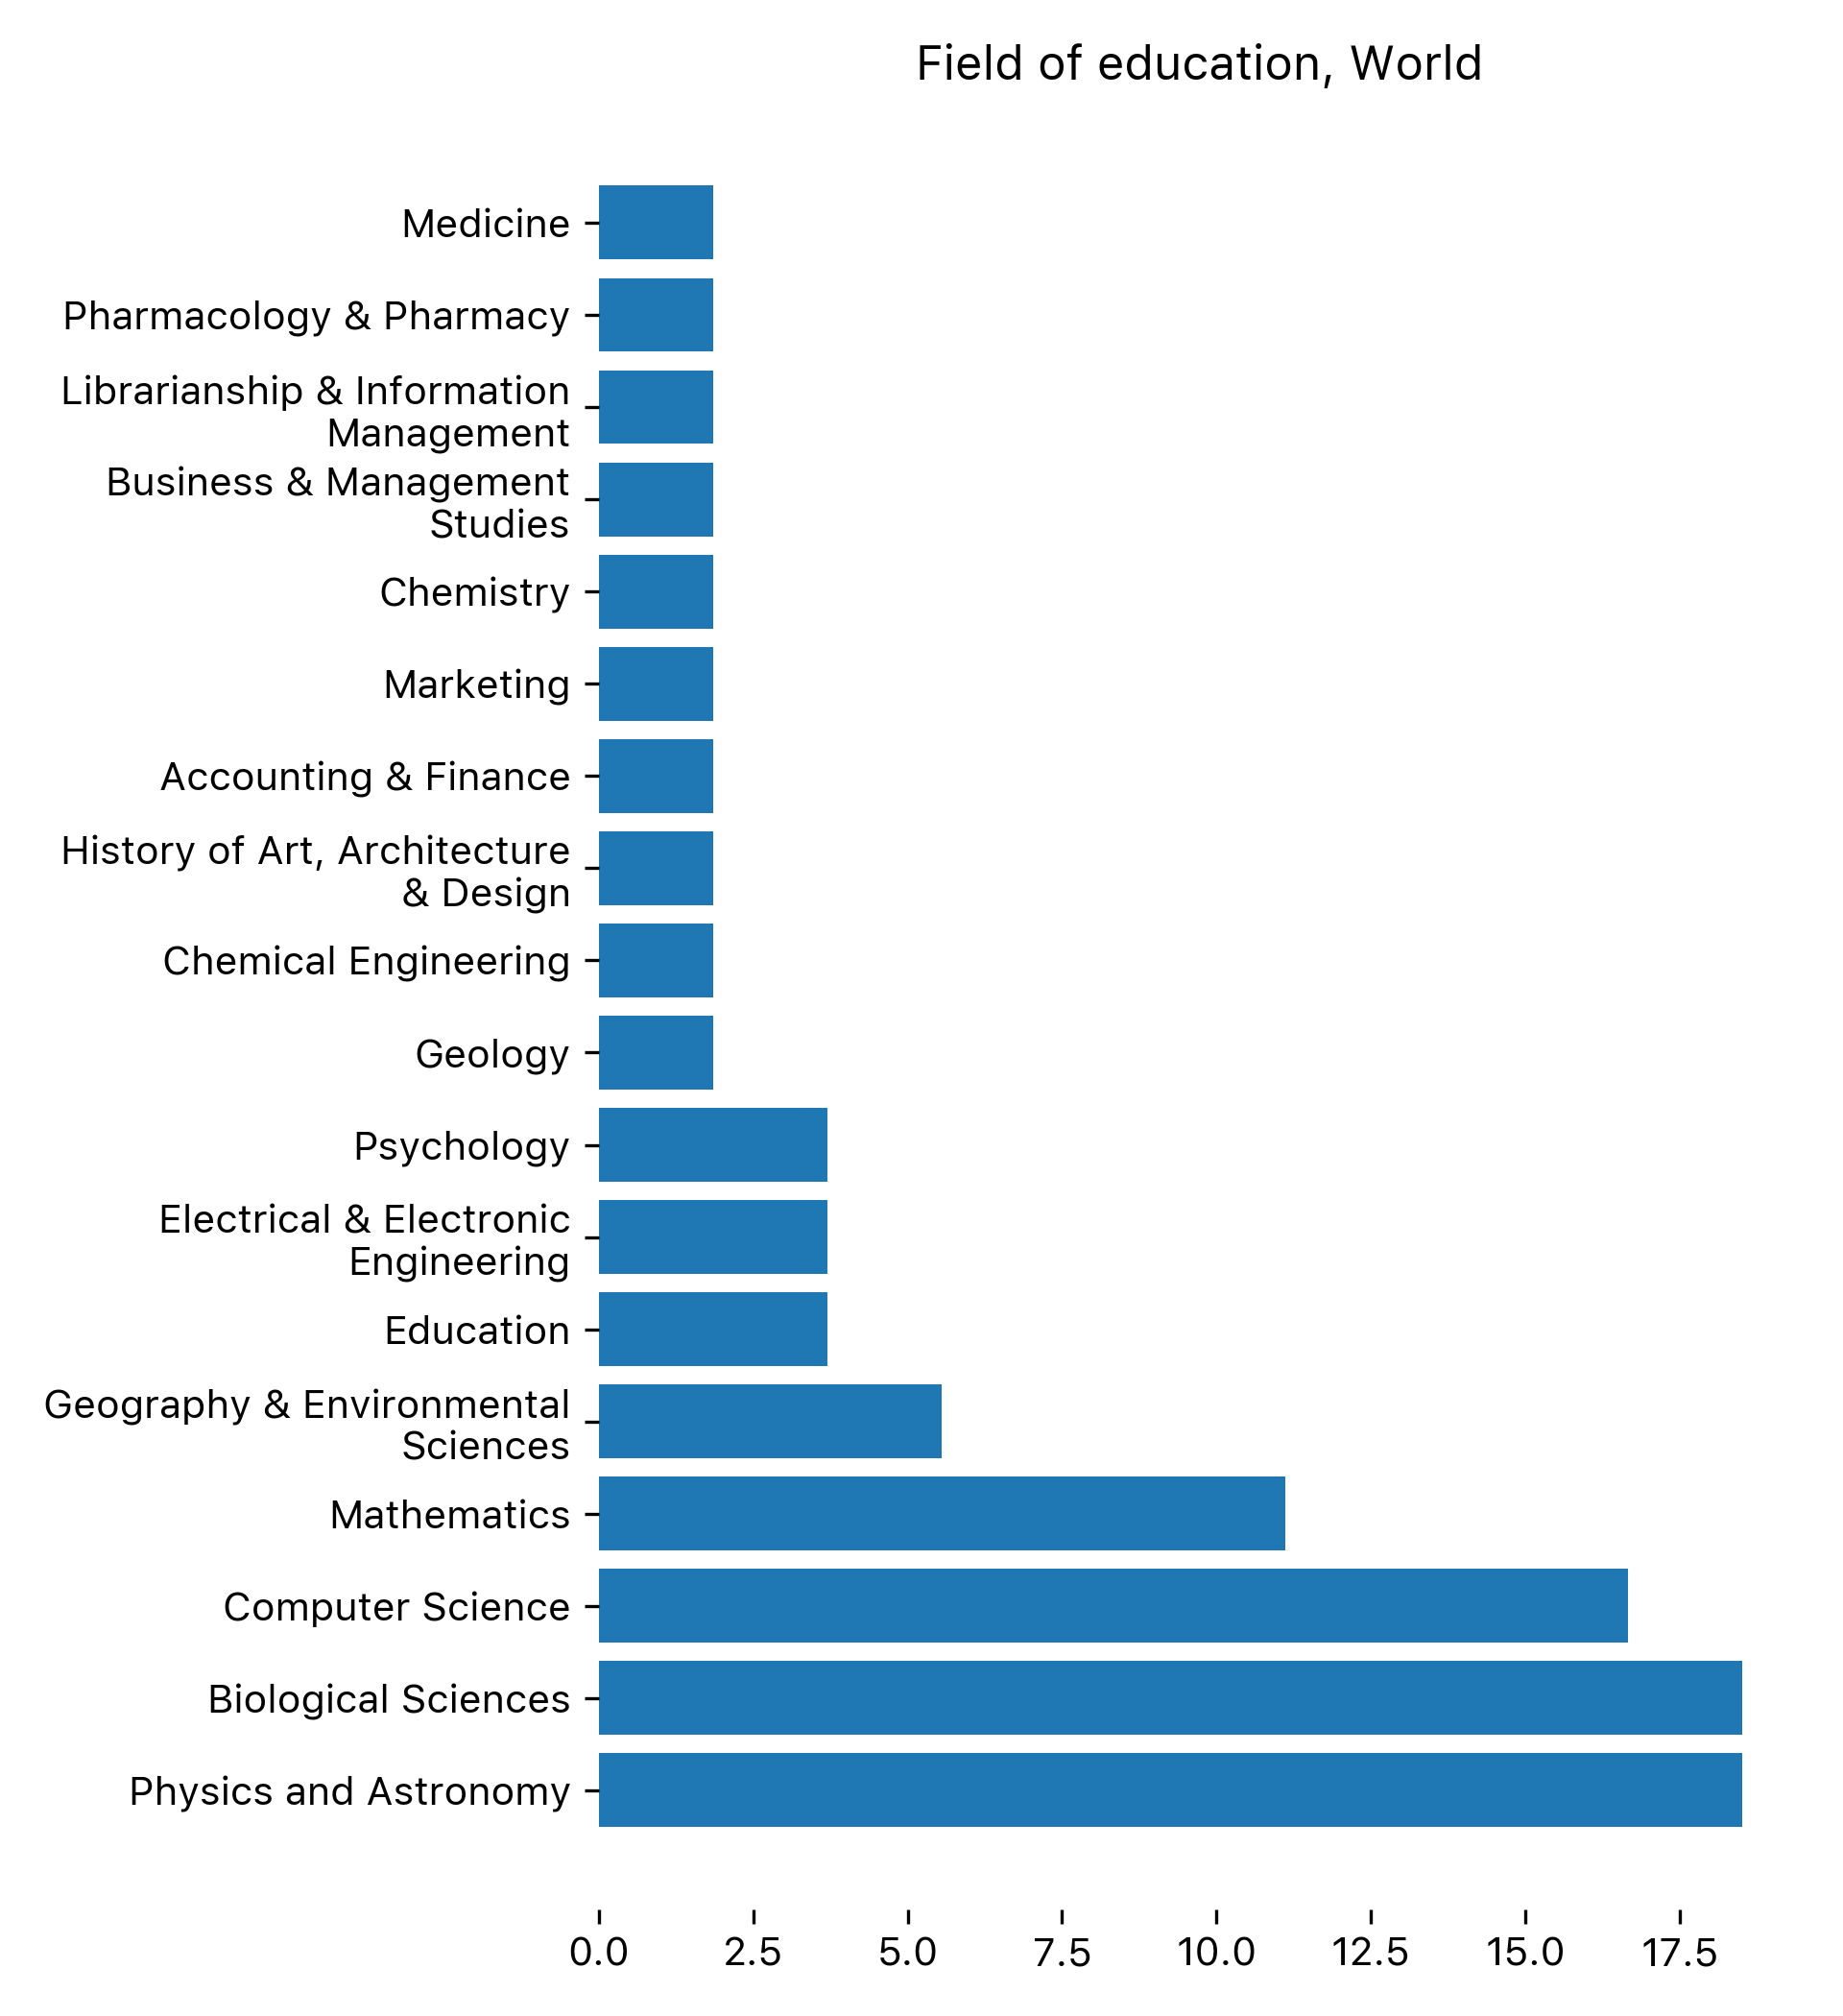 Field of education, World
Medicine
Pharmacology & Pharmacy
Librarianship & Information
Management
Business & Management
Studies
Chemistry
Marketing
Accounting & Finance
History of Art, Architecture
& Design
Chemical Engineering
Geology
Psychology
Electrical & Electronic
Engineering
Education
Geography & Environmental
Sciences
Mathematics
Computer Science
Biological Sciences
Physics and Astronomy
0.0 2.5 5.0 7.5 10.0 12.5 15.0 17.5